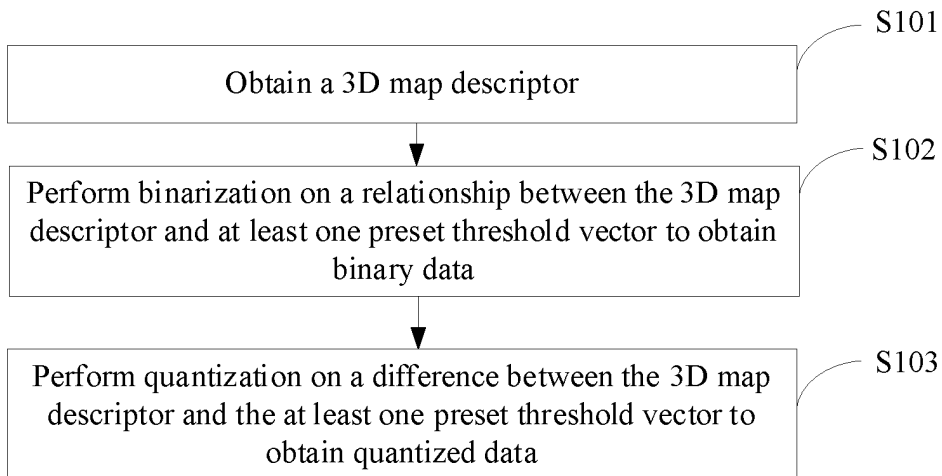 S101
Obtain a 3D map descriptor
S102
Perform binarization on a relationship between the 3D map
descriptor and at least one preset threshold vector to obtain
binary data
S103
Perform quantization on a difference between the 3D map
descriptor and the at least one preset threshold vector to
obtain quantized data